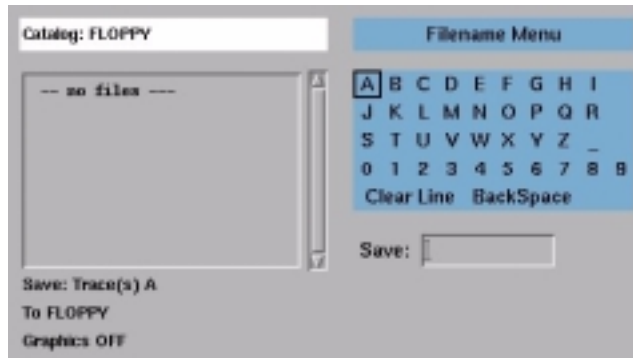 Catalog: FLOPPY
-- no files ---
Save: Trace(s) A
To FLOPPY
Graphics OFF
Filename Menu
A B C D E F G H I
J K L M N O P Q R
S T U V W X Y Z _
0 1 2 3 4 5 6 7 8 9
Clear Line BackSpace
Save: